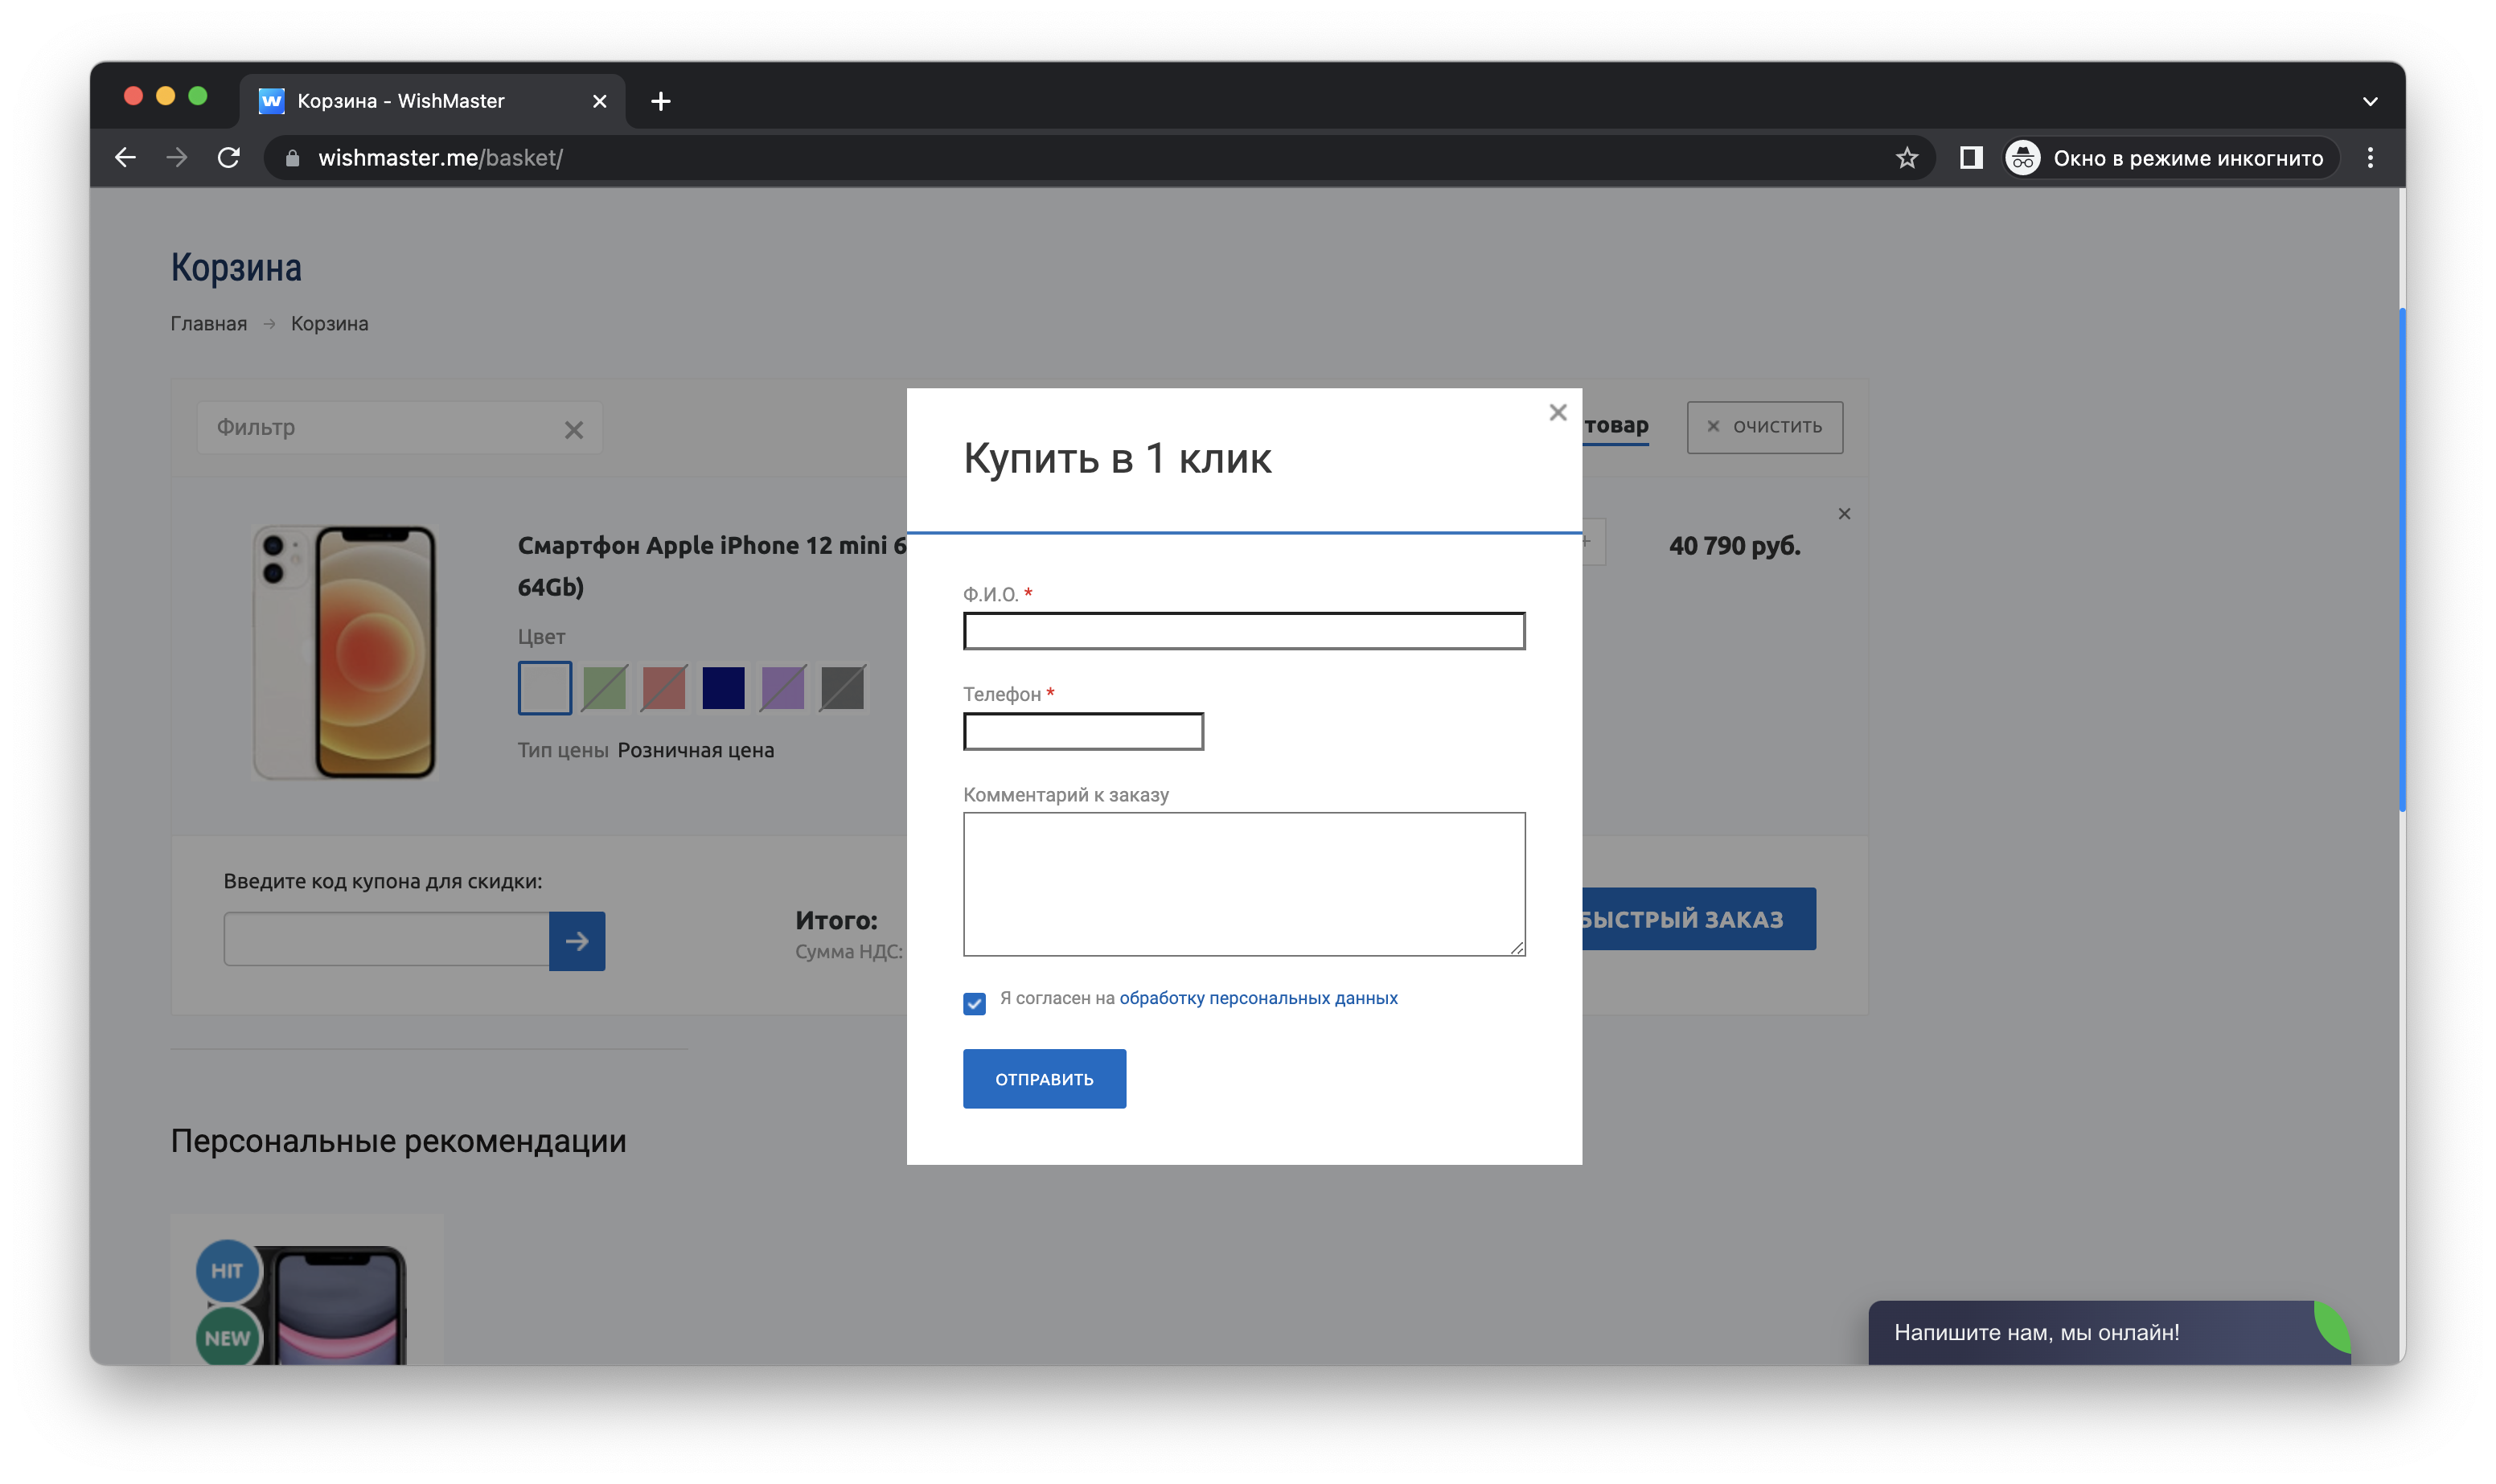 Корзина - WishMaster
wishmaster.me/basket/
Окно в режиме инкогнито
Корзина
Главная → Корзина
Фильтр
товар
ОЧИСТИТЬ
Купить в 1 клик
Смартфон Apple iPhone 12 mini 6
64Gb)
40 790 руб.
Цвет
Тип цены Розничная цена
Ф.И.О. *
Телефон *
Комментарий к заказу
Введите код купона для скидки:
Итого:
Сумма НДС:
БЫСТРЫЙ ЗАКАЗ
Я согласен на обработку персональных данных
ОТПРАВИТЬ
Персональные рекомендации
HIT
NEW
Напишите нам, мы онлайн!